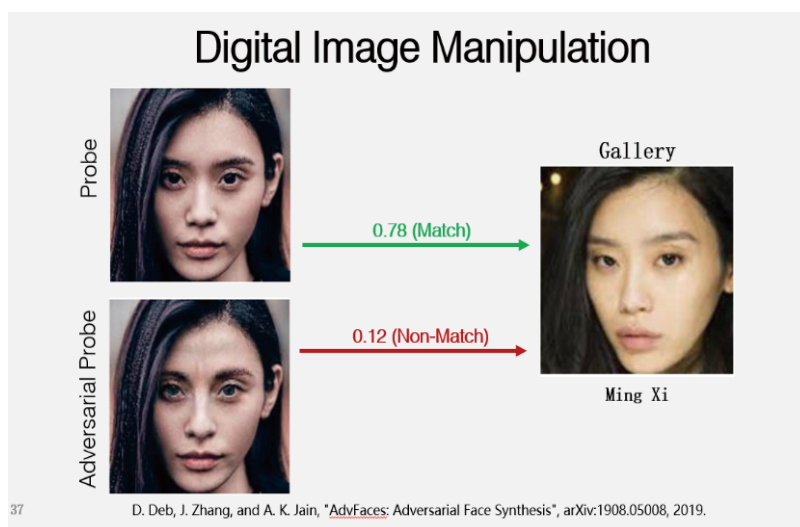 Digital Image Manipulation
Probe
Gallery
0.78 (Match)
0.12 (Non-Match)
Adversarial Probe
Ming Xi
37
D. Deb, J. Zhang, and A. K. Jain, "AdvFaces: Adversarial Face Synthesis", arXiv:1908.05008, 2019.